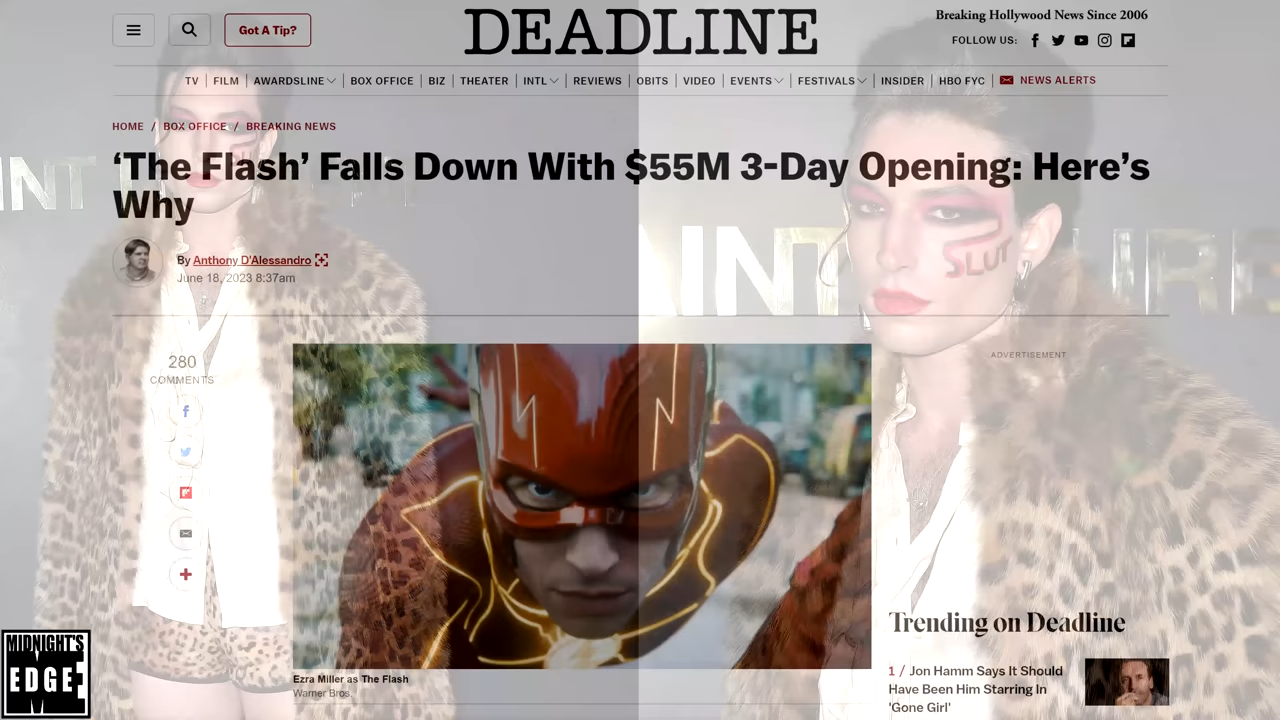 Got A Tip?
DEADLINE
Breaking Hollywood News Since 2006
FOLLOW US:
TV FILM AWARDSLINE BOX OFFICE BIZ THEATER INTL REVIEWS OBITS VIDEO EVENTS FESTIVALS INSIDER HBO FYC NEWS ALERTS
HOME / BOX OFFICE / BREAKING NEWS
‘The Flash’ Falls Down With $55M 3-Day Opening: Here’s
Why
By Anthony D'Alessandro
June 18, 2023 8:37am
SLUT
280
COMMENTS
ADVERTISEMENT
Ezra Miller as The Flash
Warner Bros.
Trending on Deadline
1 / Jon Hamm Says It Should
Have Been Him Starring In
'Gone Girl'
MIDNIGHT'S
EDGE